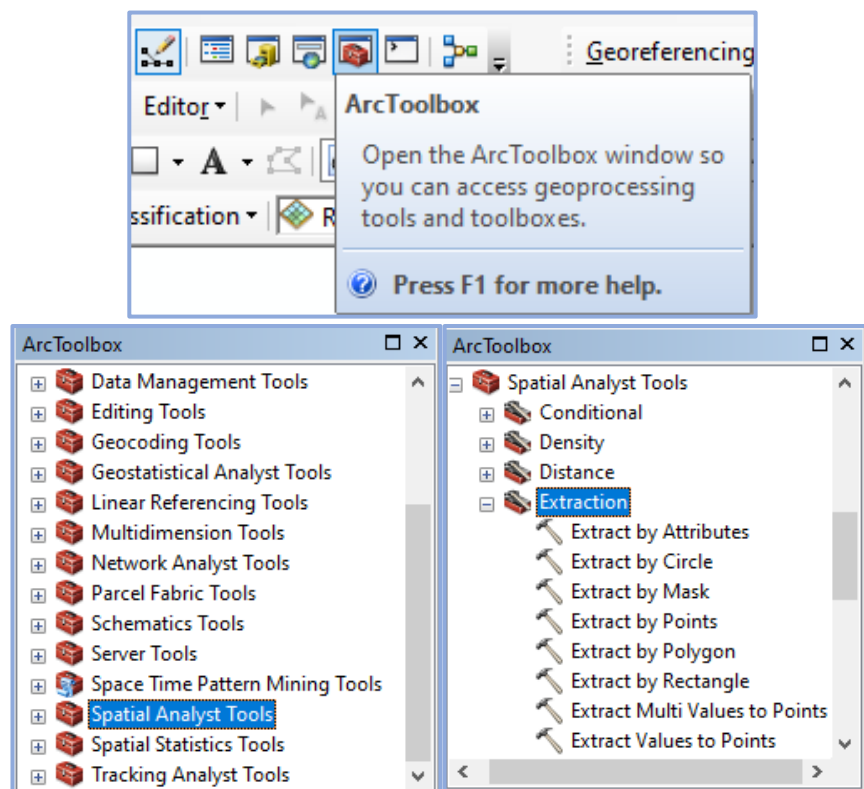 Georeferencing
Editor
ArcToolbox
A
Open the ArcToolbox window so
you can access geoprocessing
tools and toolboxes.
ssification
R
Press F1 for more help.
ArcToolbox
Data Management Tools
Editing Tools
Geocoding Tools
Geostatistical Analyst Tools
Linear Referencing Tools
Multidimension Tools
Network Analyst Tools
Parcel Fabric Tools
Schematics Tools
Server Tools
Space Time Pattern Mining Tools
Spatial Analyst Tools
Spatial Statistics Tools
Tracking Analyst Tools
ArcToolbox
Spatial Analyst Tools
Conditional
Density
Distance
Extraction
Extract by Attributes
Extract by Circle
Extract by Mask
Extract by Points
Extract by Polygon
Extract by Rectangle
Extract Multi Values to Points
Extract Values to Points